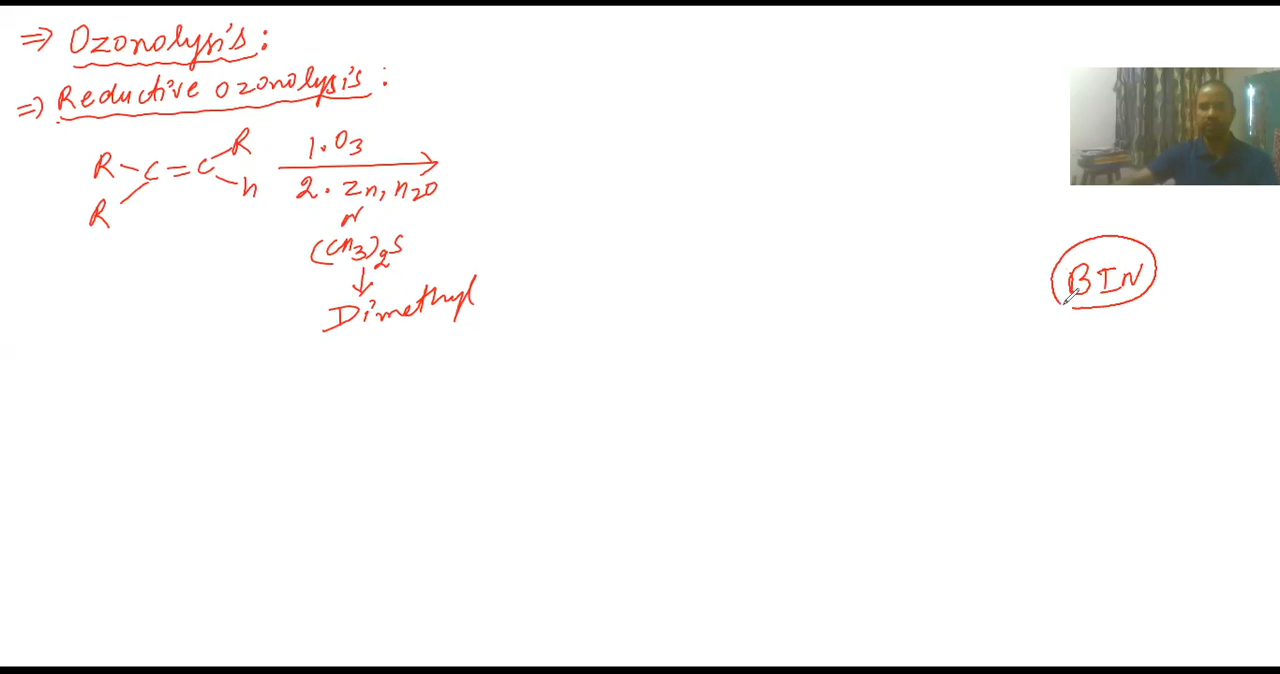 ⇒ Ozonolysis:
⇒ Reductive ozonolysis:
R-C=C R
R H
1. O3
2. Zn, H2O
or
(CH3)2S
↓
Dimethyl
BIN